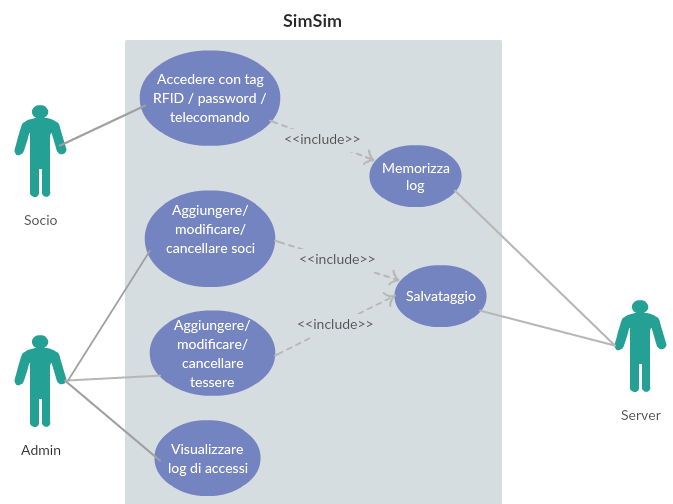 SimSim
Accedere con tag
RFID / password /
telecomando
<<include>>
Memorizza
log
Socio
Aggiungere/
modificare/
cancellare soci
<<include>>
Salvataggio
<<include>>
Aggiungere/
modificare/
cancellare
tessere
Server
Admin
Visualizzare
log di accessi